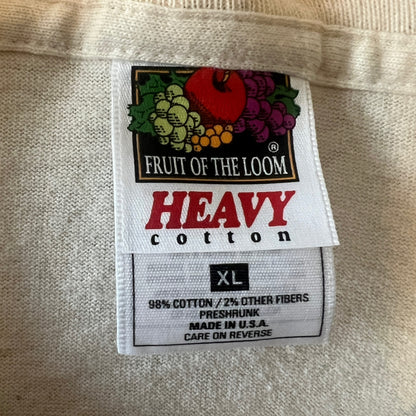 ®
FRUIT OF THE LOOM
HEAVY
cotton
XL
98% COTTON / 2% OTHER FIBERS
PRESHRUNK
MADE IN U.S.A.
CARE ON REVERSE